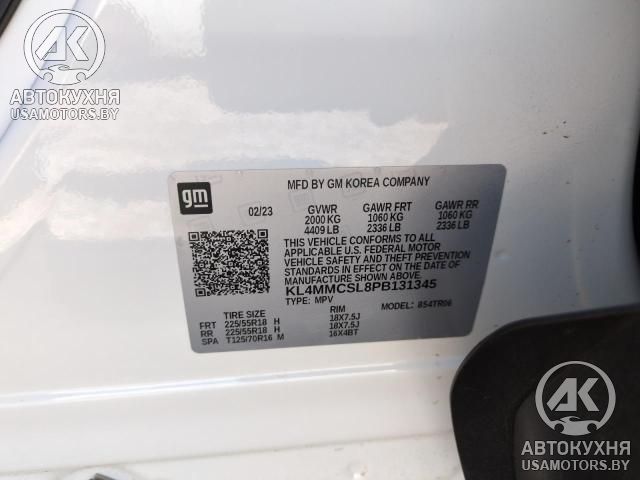 АК
АВТОКУХНЯ
USAMOTORS.BY
gm
MFD BY GM KOREA COMPANY
02/23 GVWR GAWR FRT GAWR RR
2000 KG 1060 KG 1060 KG
4409 LB 2336 LB 2336 LB
THIS VEHICLE CONFORMS TO ALL
APPLICABLE U.S. FEDERAL MOTOR
VEHICLE SAFETY AND THEFT PREVENTION
STANDARDS IN EFFECT ON THE DATE OF
MANUFACTURE SHOWN ABOVE.
KL4MMCSL8PB131345
TYPE: MPV MODEL: 854TR06
TIRE SIZE RIM
FRT 225/55R18 H 18X7.5J
RR 225/55R18 H 18X7.5J
SPA T125/70R16 M 16X4BT
АК
АВТОКУХНЯ
USAMOTORS.BY